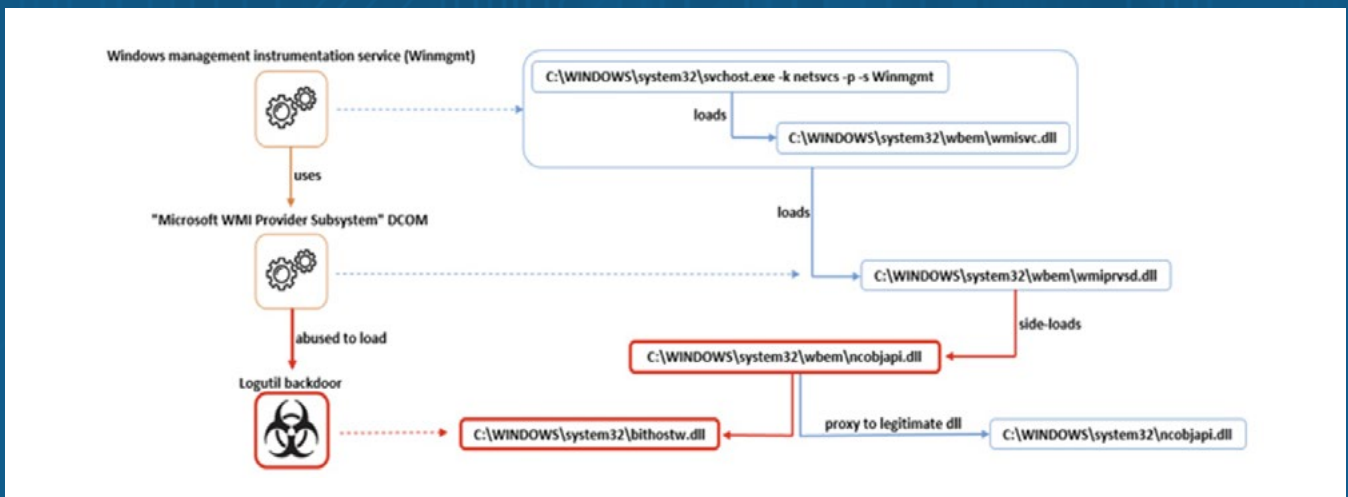 Windows management instrumentation service (Winmgmt)
C:\WINDOWS\system32\svchost.exe -k netsvcs -p -s Winmgmt
loads
C:\WINDOWS\system32\wbem\wmisvc.dll
uses
"Microsoft WMI Provider Subsystem" DCOM
loads
C:\WINDOWS\system32\wbem\wmiprvsd.dll
abused to load
side-loads
C:\WINDOWS\system32\wbem\ncobjapi.dll
Logutil backdoor
C:\WINDOWS\system32\bithostw.dll
proxy to legitimate dll
C:\WINDOWS\system32\ncobjapi.dll